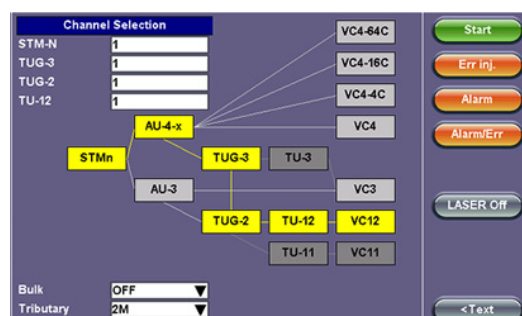 Channel Selection
STM-N 1
TUG-3 1
TUG-2 1
TU-12 1
VC4-64C
VC4-16C
VC4-4C
AU-4-x VC4
STMn TUG-3 TU-3
AU-3 VC3
TUG-2 TU-12 VC12
TU-11 VC11
Bulk OFF
Tributary 2M
Start
Err inj.
Alarm
Alarm/Err
LASER Off
<Text